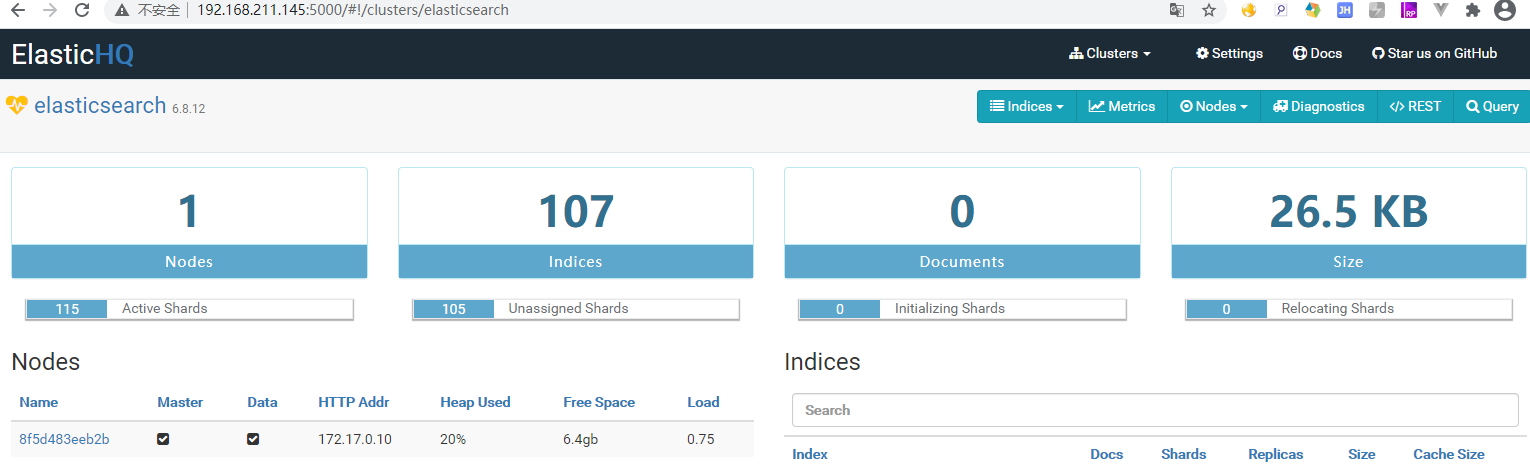 不安全 192.168.211.145:5000/#!/clusters/elasticsearch
JH
RP
ElasticHQ Clusters Settings Docs Star us on GitHub
elasticsearch 6.8.12 Indices Metrics Nodes Diagnostics REST Query
1 107 0 26.5 KB
Nodes Indices Documents Size
115 Active Shards 105 Unassigned Shards 0 Initializing Shards 0 Relocating Shards
Nodes
Name Master Data HTTP Addr Heap Used Free Space Load
8f5d483eeb2b 172.17.0.10 20% 6.4gb 0.75
Indices
Search
Index Docs Shards Replicas Size Cache Size